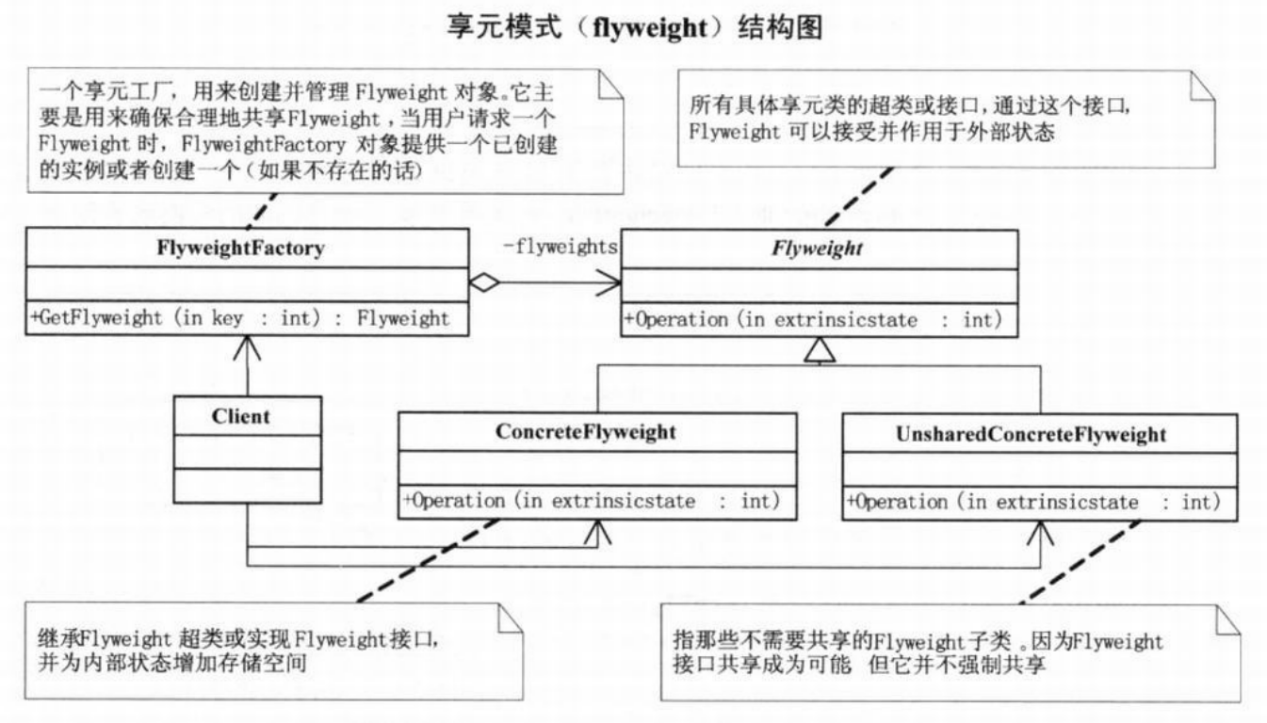 享元模式（flyweight）结构图
一个享元工厂，用来创建并管理 Flyweight 对象。它主
要是用来确保合理地共享Flyweight，当用户请求一个
Flyweight 时，FlyweightFactory 对象提供一个已创建
的实例或者创建一个（如果不存在的话）
所有具体享元类的超类或接口，通过这个接口，
Flyweight 可以接受并作用于外部状态
FlyweightFactory
-flyweights
Flyweight
+GetFlyweight (in key : int) : Flyweight
+Operation (in extrinsicstate : int)
Client
ConcreteFlyweight
UnsharedConcreteFlyweight
+Operation (in extrinsicstate : int)
+Operation (in extrinsicstate : int)
继承Flyweight 超类或实现 Flyweight接口，
并为内部状态增加存储空间
指那些不需要共享的Flyweight子类。因为Flyweight
接口共享成为可能 但它并不强制共享